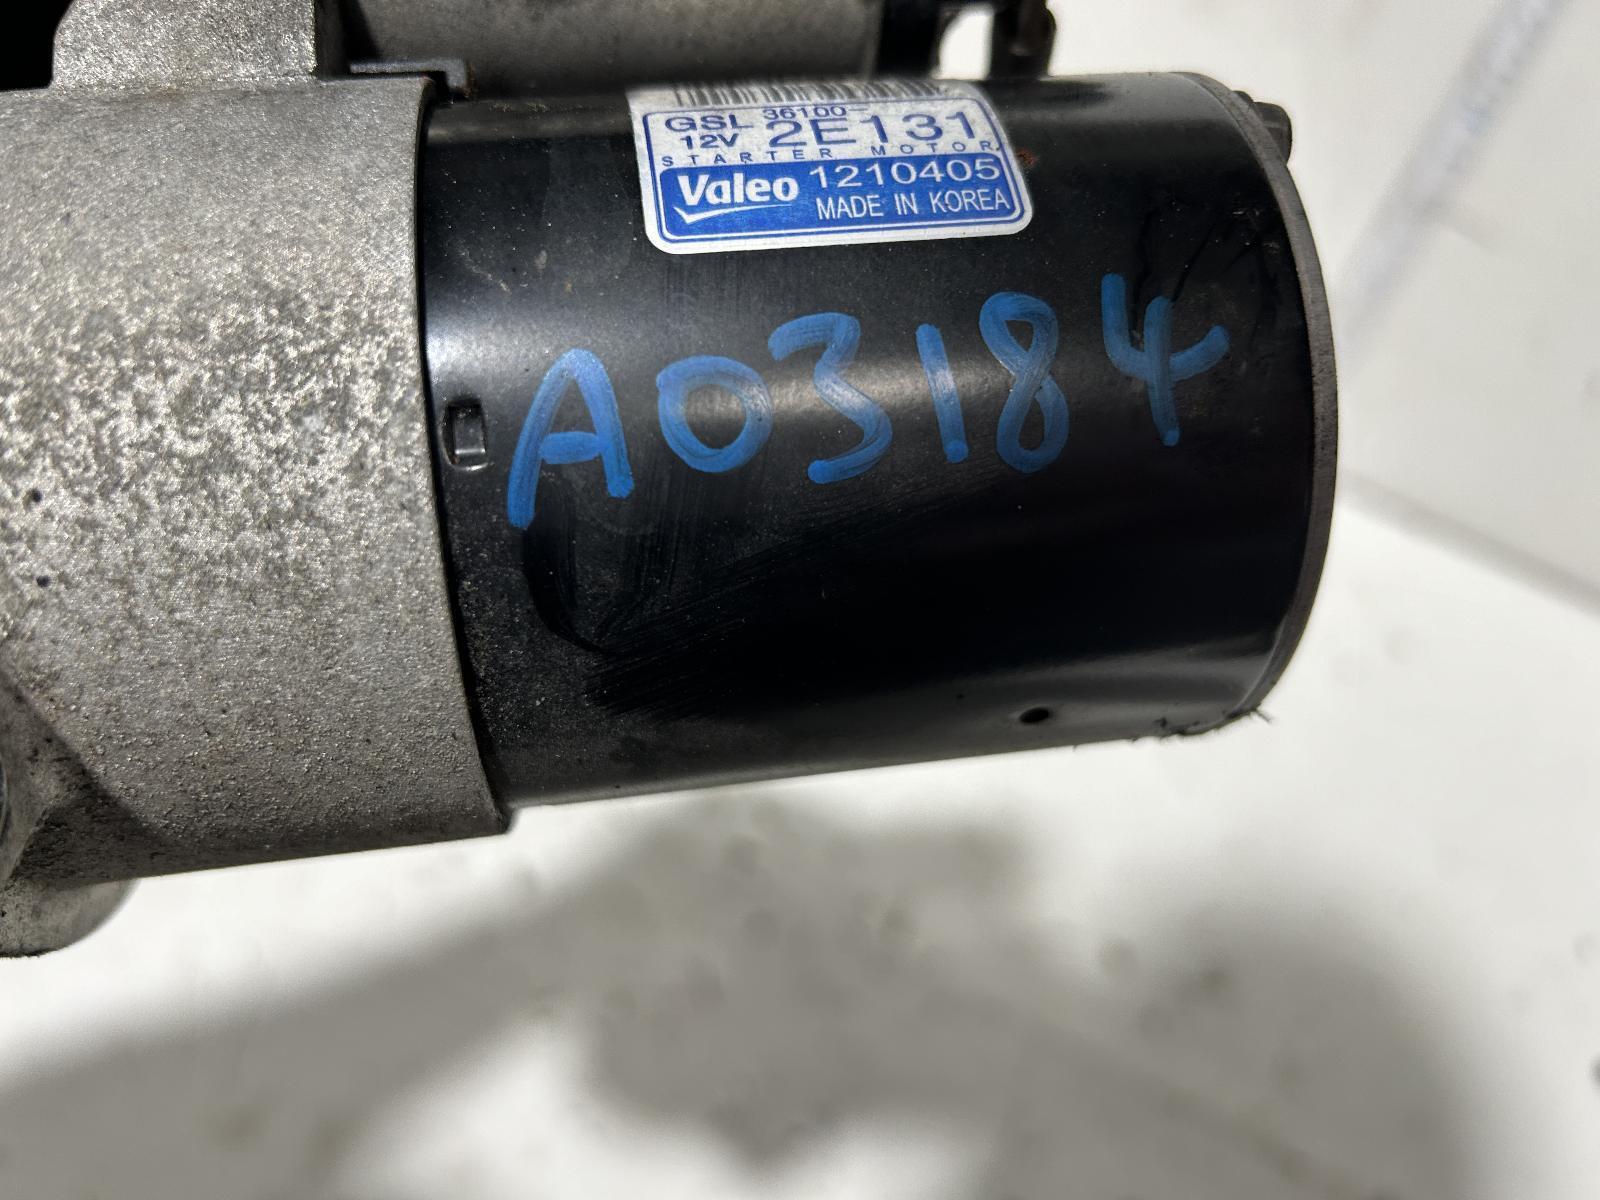 36100-
GSL 2E131
12V
STARTER MOTOR
Valeo 1210405
MADE IN KOREA
A03184